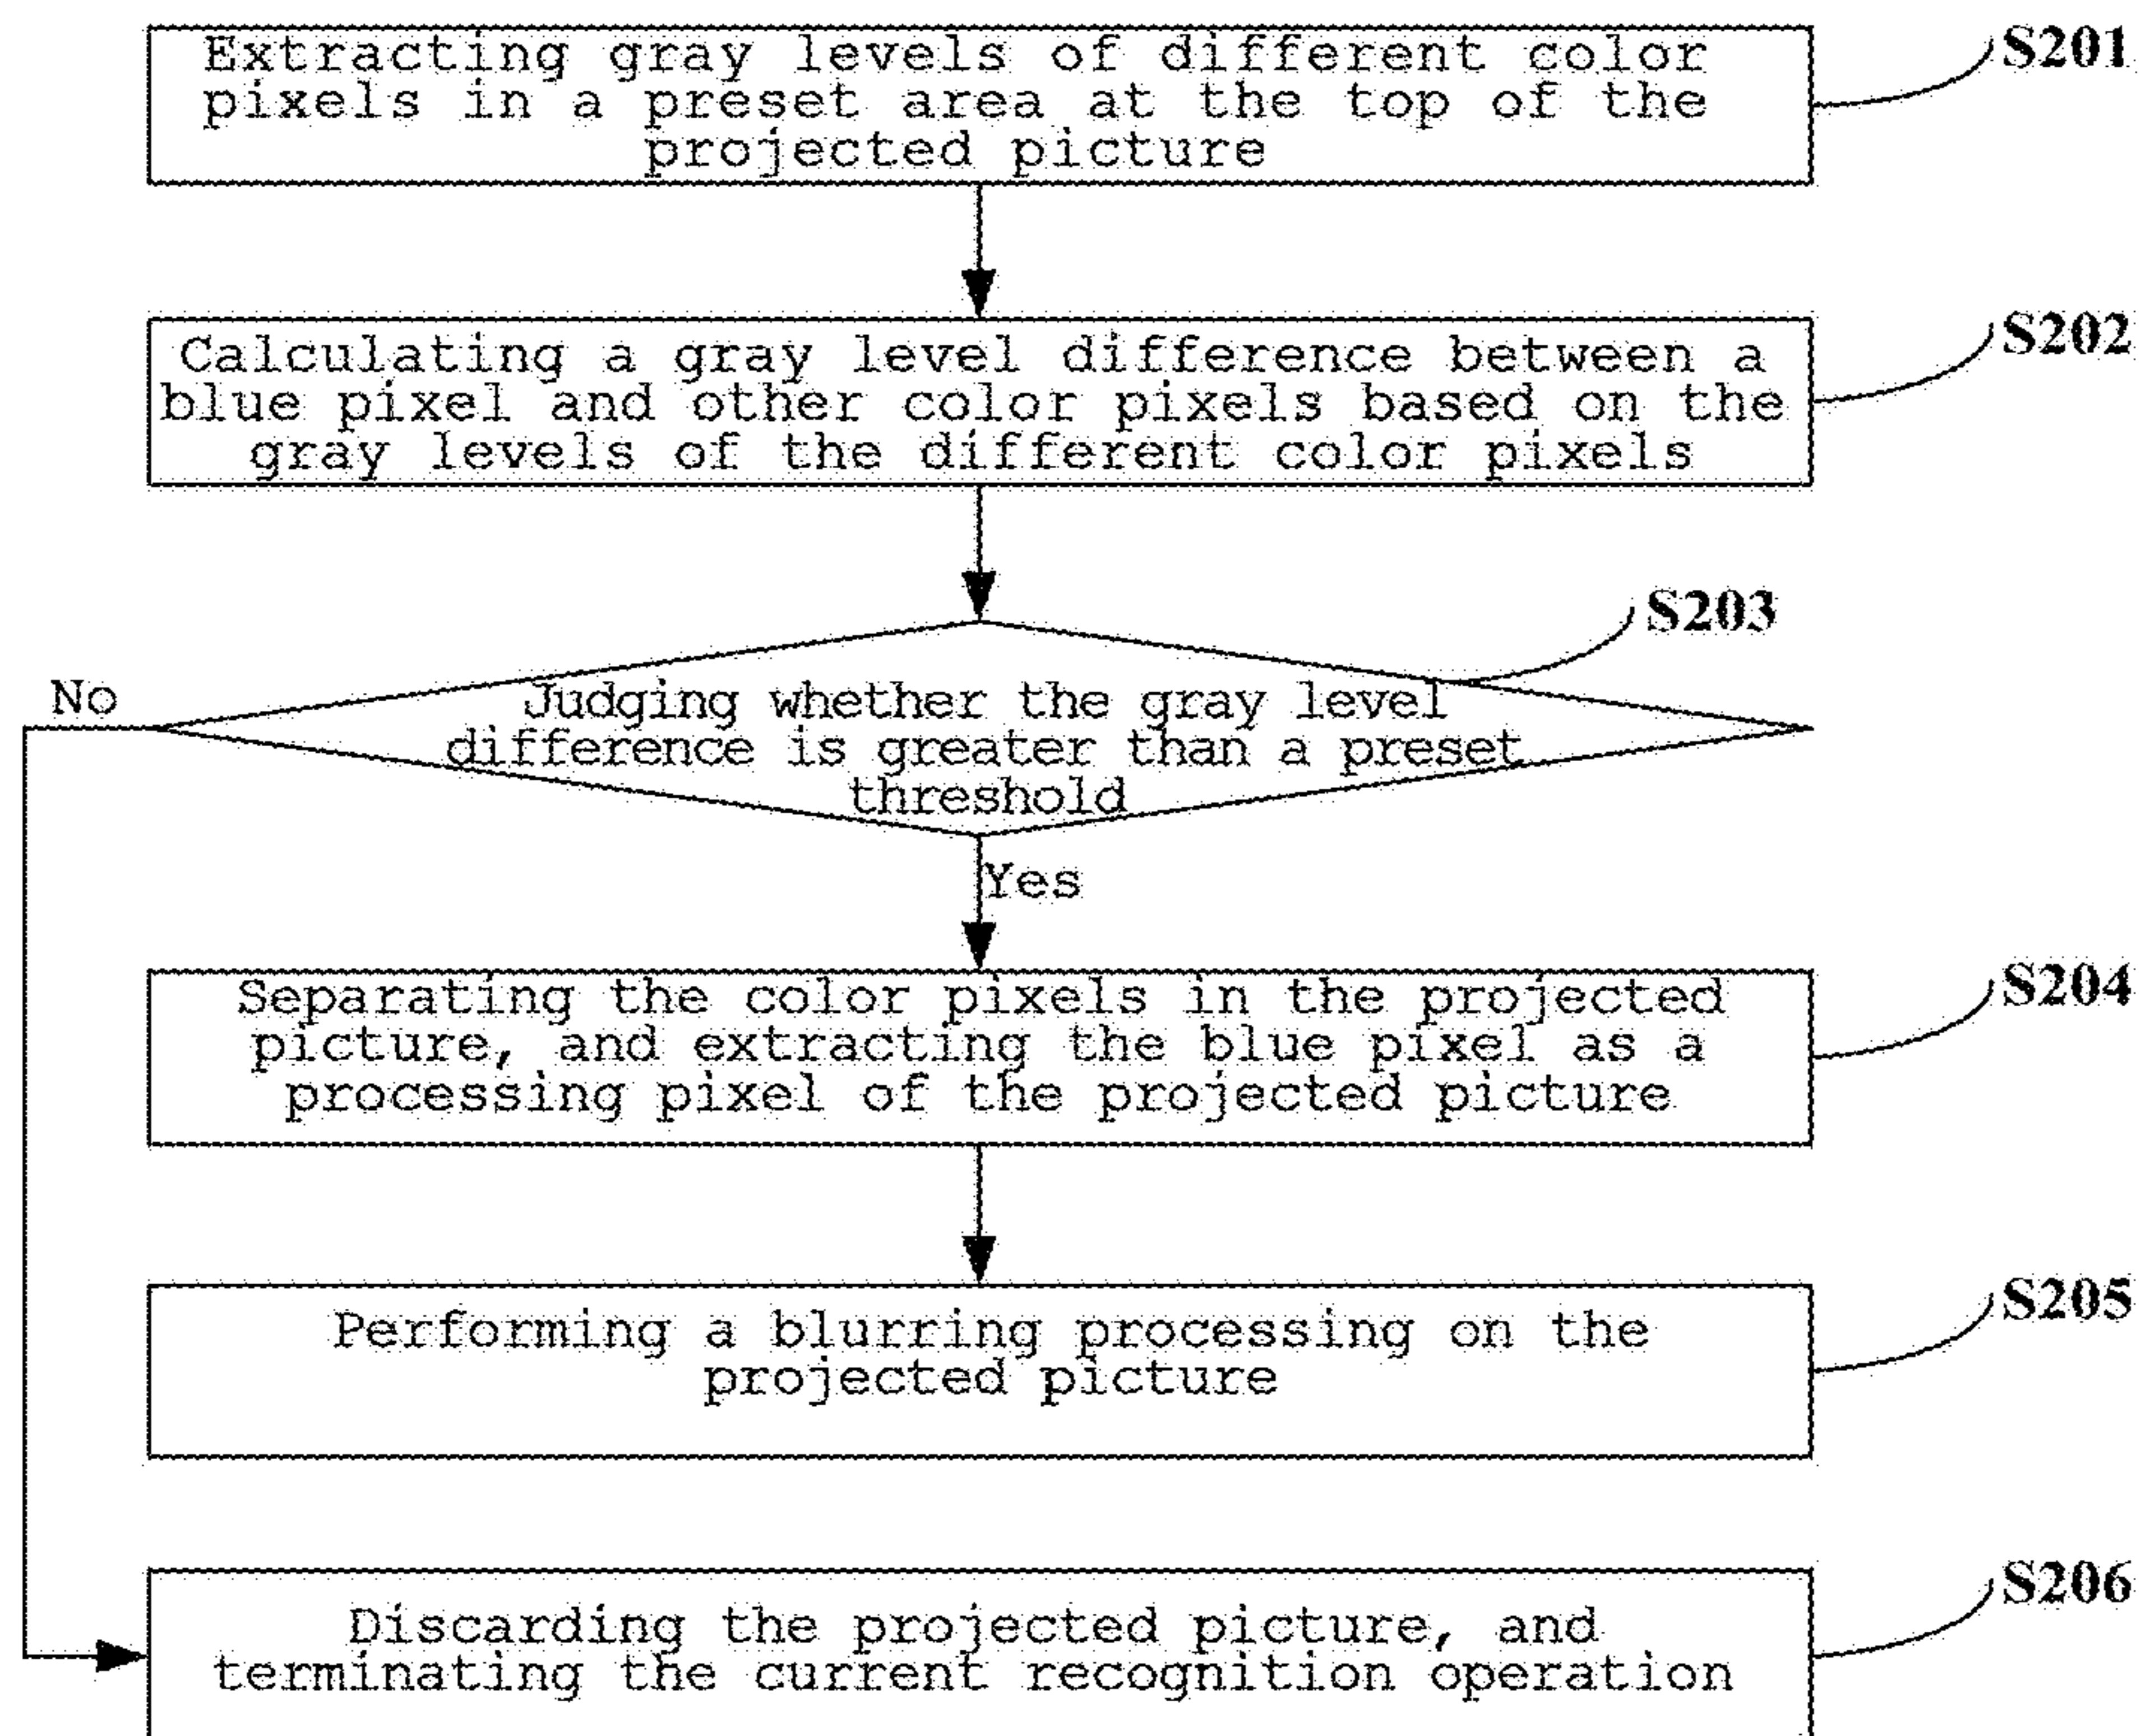 Extracting gray levels of different color
pixels in a preset area at the top of the
projected picture
S201
Calculating a gray level difference between a
blue pixel and other color pixels based on the
gray levels of the different color pixels
S202
S203
No
Judging whether the gray level
difference is greater than a preset
threshold
Yes
Separating the color pixels in the projected
picture, and extracting the blue pixel as a
processing pixel of the projected picture
S204
Performing a blurring processing on the
projected picture
S205
Discarding the projected picture, and
terminating the current recognition operation
S206